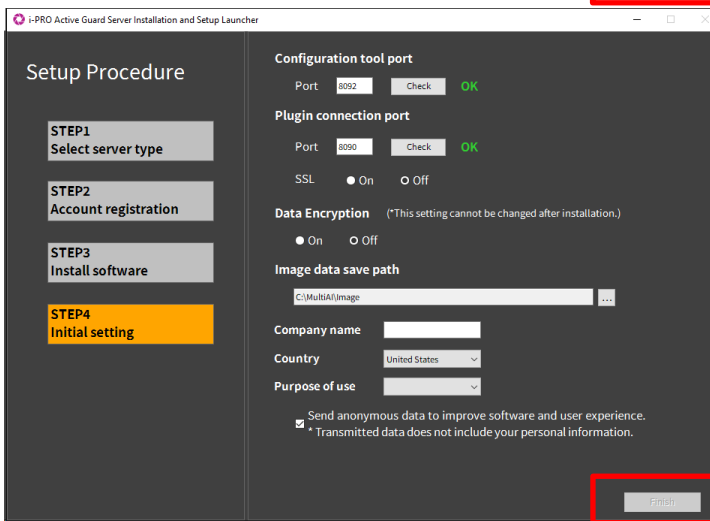 i-PRO Active Guard Server Installation and Setup Launcher
Setup Procedure
STEP1
Select server type
STEP2
Account registration
STEP3
Install software
STEP4
Initial setting
Configuration tool port
Port 8092 Check OK
Plugin connection port
Port 8090 Check OK
SSL On Off
Data Encryption (*This setting cannot be changed after installation.)
On Off
Image data save path
C:\MultiAI\Image ...
Company name
Country United States
Purpose of use
Send anonymous data to improve software and user experience.
* Transmitted data does not include your personal information.
Finish